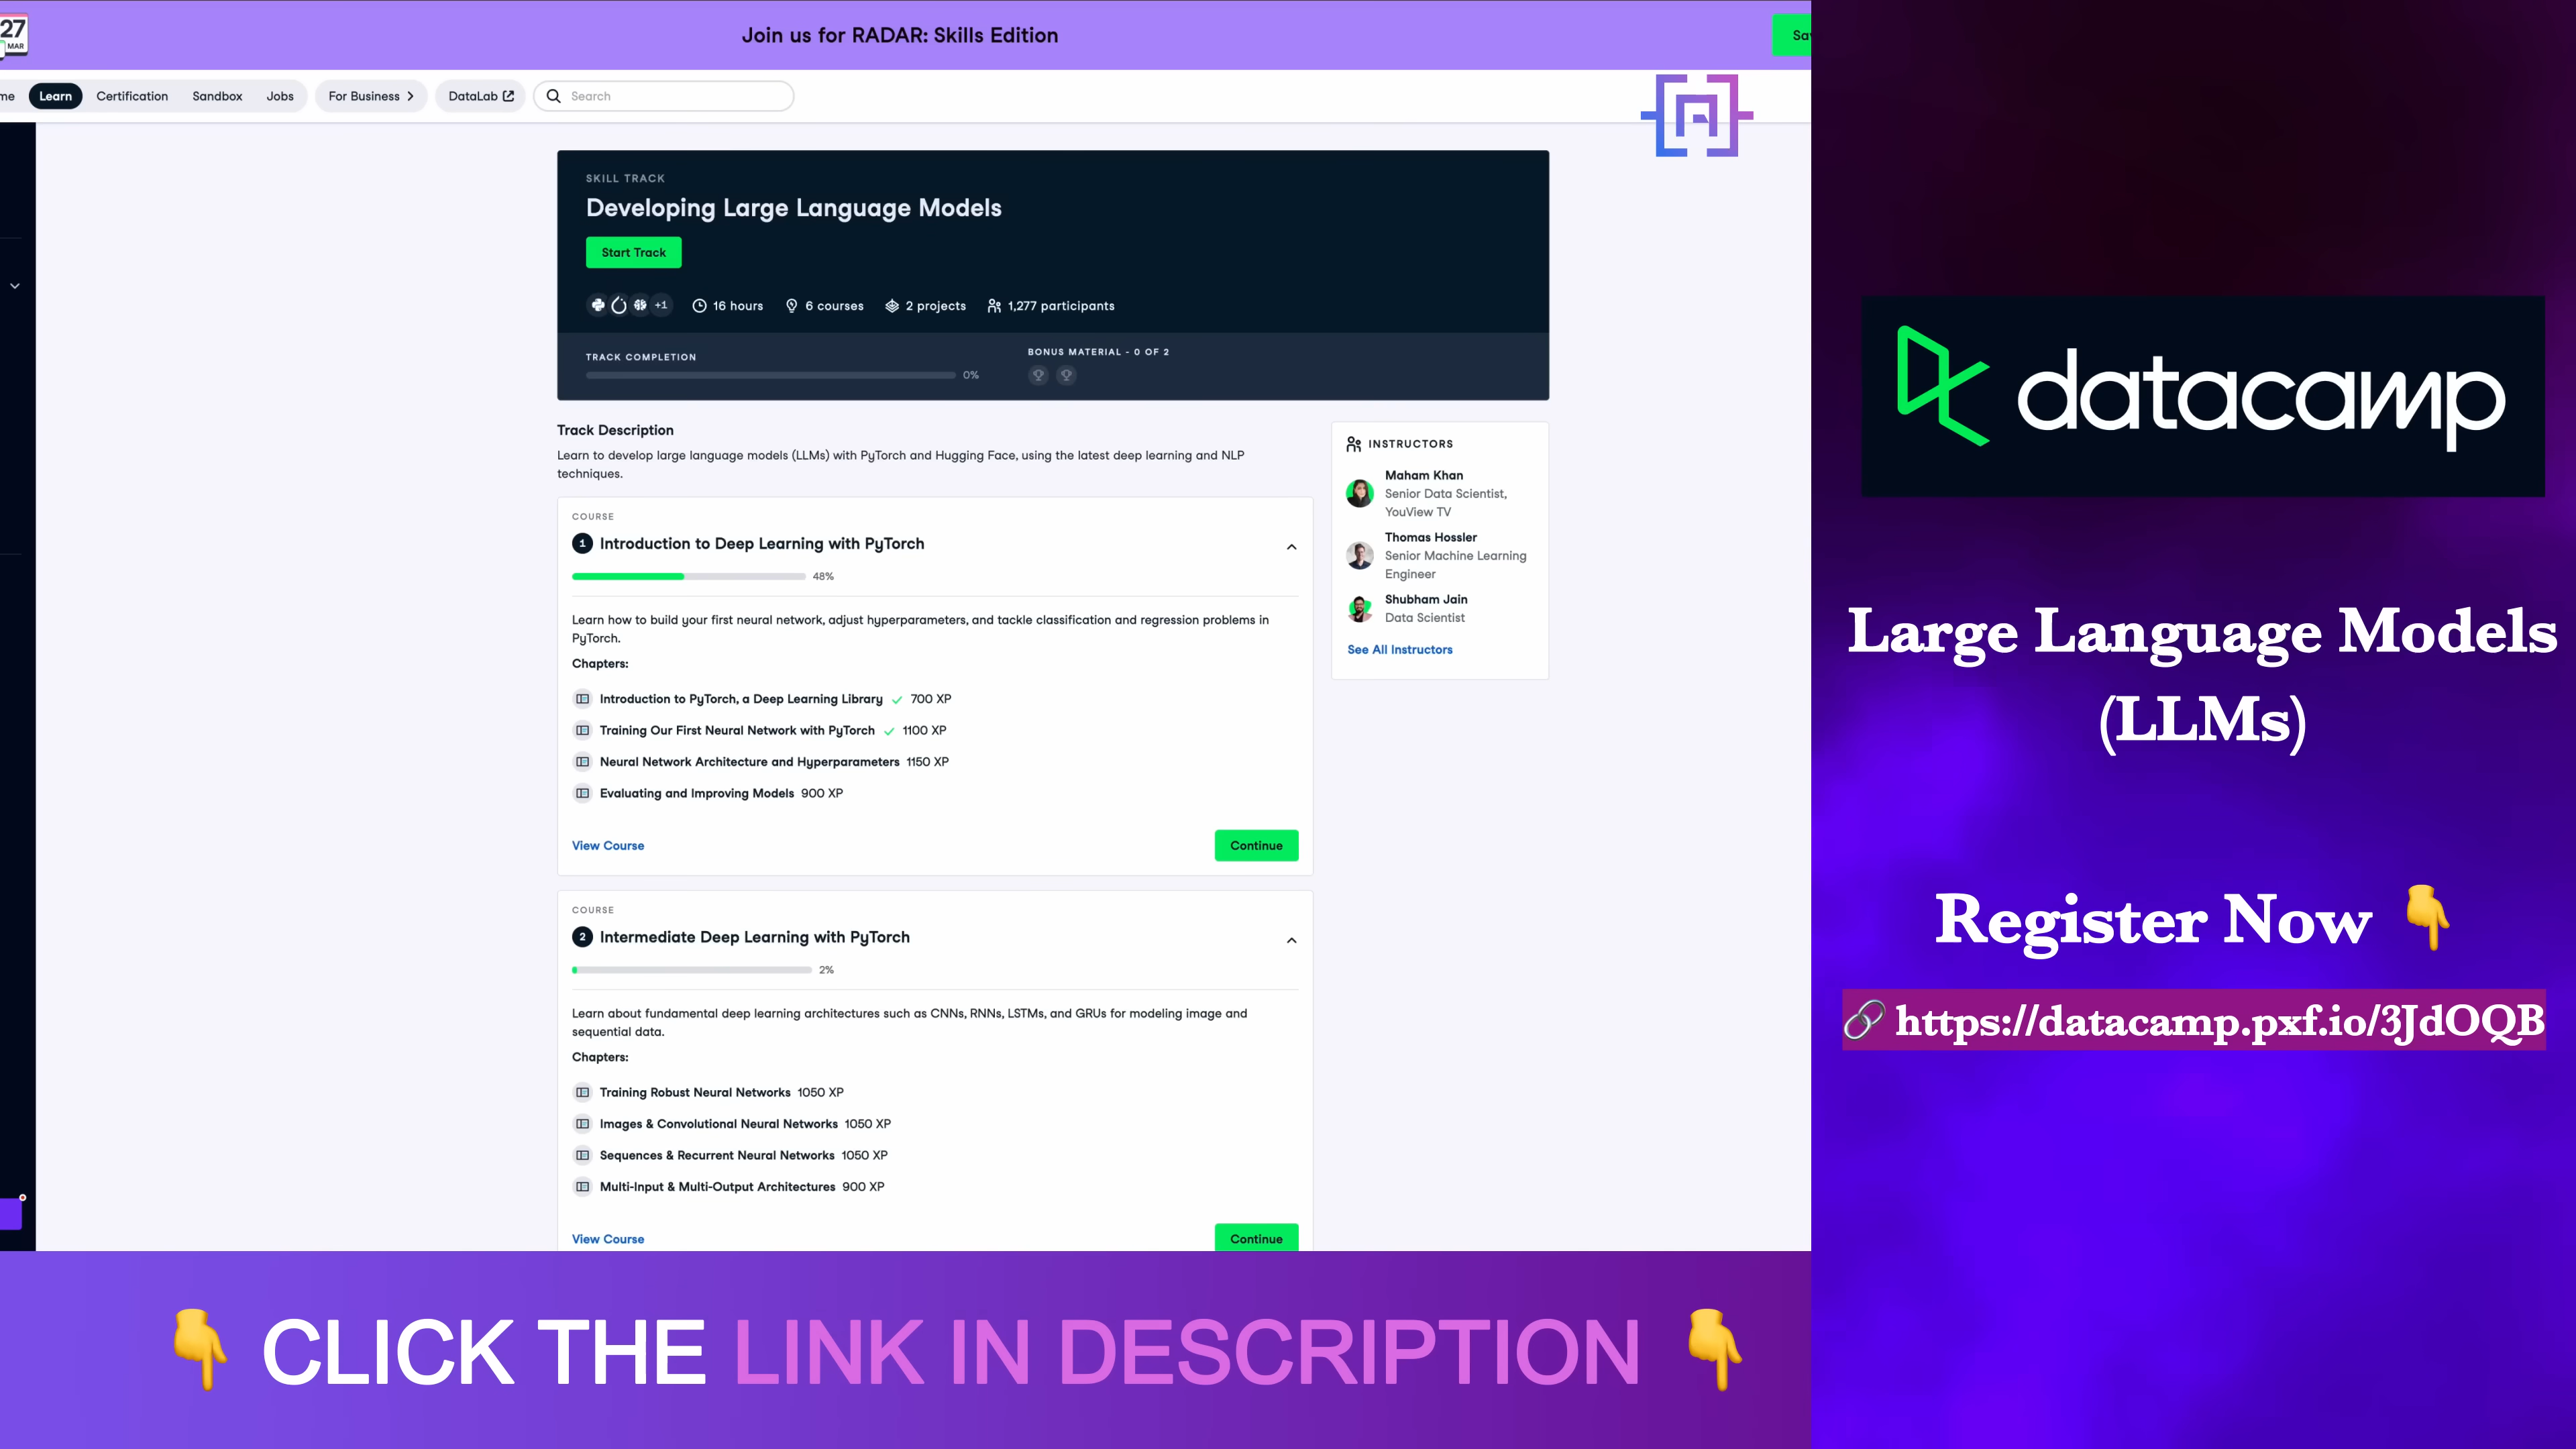 27
MAR
Join us for RADAR: Skills Edition
Sav
me
Learn
Certification
Sandbox
Jobs
For Business
DataLab
Search
SKILL TRACK
Developing Large Language Models
Start Track
+1
16 hours
6 courses
2 projects
1,277 participants
TRACK COMPLETION
0%
BONUS MATERIAL - 0 OF 2
Track Description
Learn to develop large language models (LLMs) with PyTorch and Hugging Face, using the latest deep learning and NLP
techniques.
COURSE
1 Introduction to Deep Learning with PyTorch
48%
Learn how to build your first neural network, adjust hyperparameters, and tackle classification and regression problems in
PyTorch.
Chapters:
Introduction to PyTorch, a Deep Learning Library 700 XP
Training Our First Neural Network with PyTorch 1100 XP
Neural Network Architecture and Hyperparameters 1150 XP
Evaluating and Improving Models 900 XP
View Course
Continue
COURSE
2 Intermediate Deep Learning with PyTorch
2%
Learn about fundamental deep learning architectures such as CNNs, RNNs, LSTMs, and GRUs for modeling image and
sequential data.
Chapters:
Training Robust Neural Networks 1050 XP
Images & Convolutional Neural Networks 1050 XP
Sequences & Recurrent Neural Networks 1050 XP
Multi-Input & Multi-Output Architectures 900 XP
View Course
Continue
INSTRUCTORS
Maham Khan
Senior Data Scientist,
YouView TV
Thomas Hossler
Senior Machine Learning
Engineer
Shubham Jain
Data Scientist
See All Instructors
datacamp
Large Language Models
(LLMs)
Register Now 👇
🔗 https://datacamp.pxf.io/3JdOQB
👇 CLICK THE LINK IN DESCRIPTION 👇